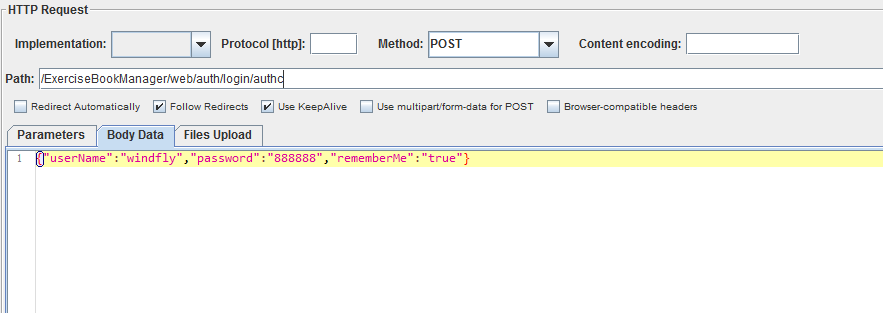 HTTP Request
Implementation: Protocol [http]: Method: POST Content encoding:
Path: /ExerciseBookManager/web/auth/login/authc
Redirect Automatically Follow Redirects Use KeepAlive Use multipart/form-data for POST Browser-compatible headers
Parameters Body Data Files Upload
1 {"userName":"windfly","password":"888888","rememberMe":"true"}